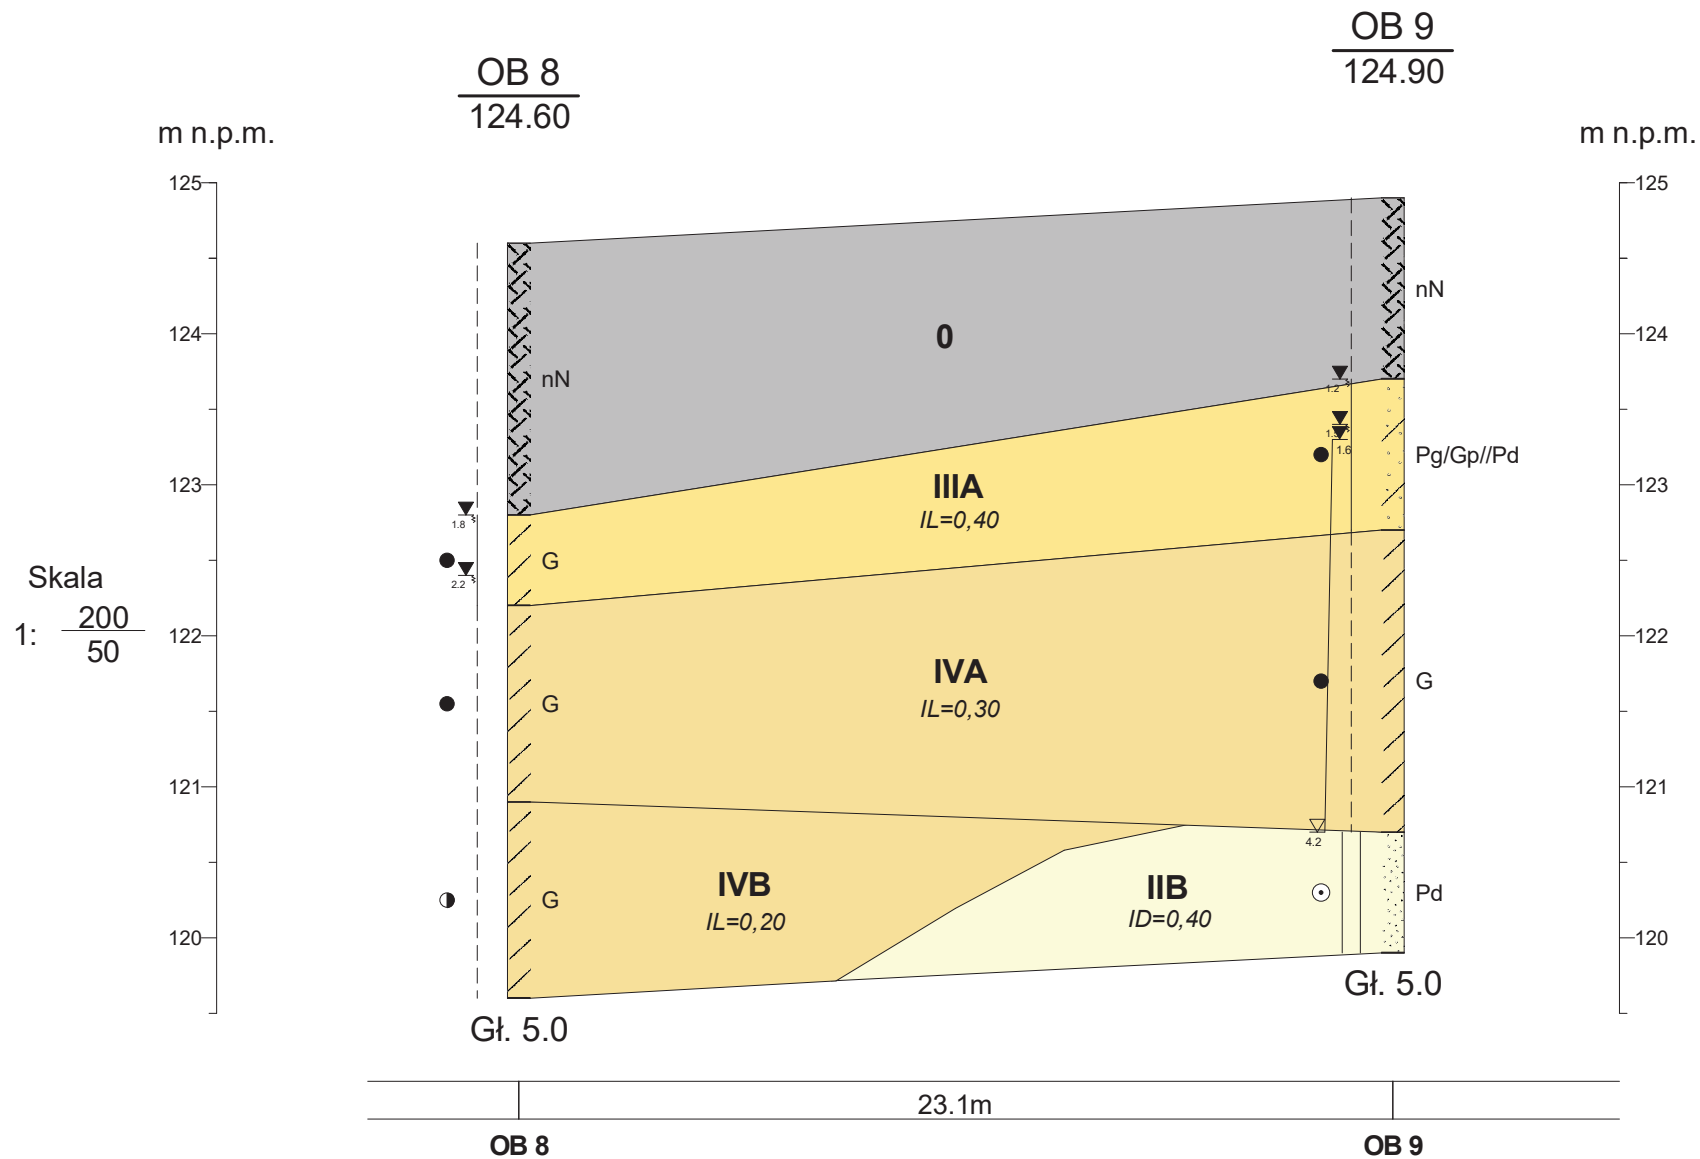 OB 8
124.60
OB 9
124.90
m n.p.m.
m n.p.m.
125
125
nN
124
0
124
nN
1.2
1.6
Pg/Gp//Pd
123
IIIA
123
1.8
IL=0,40
G
2.2
Skala
1: 200
50
122
122
IVA
G
IL=0,30
G
121
121
4.2
IVB
IIB
G
IL=0,20
ID=0,40
Pd
120
120
Gł. 5.0
Gł. 5.0
23.1m
OB 8
OB 9